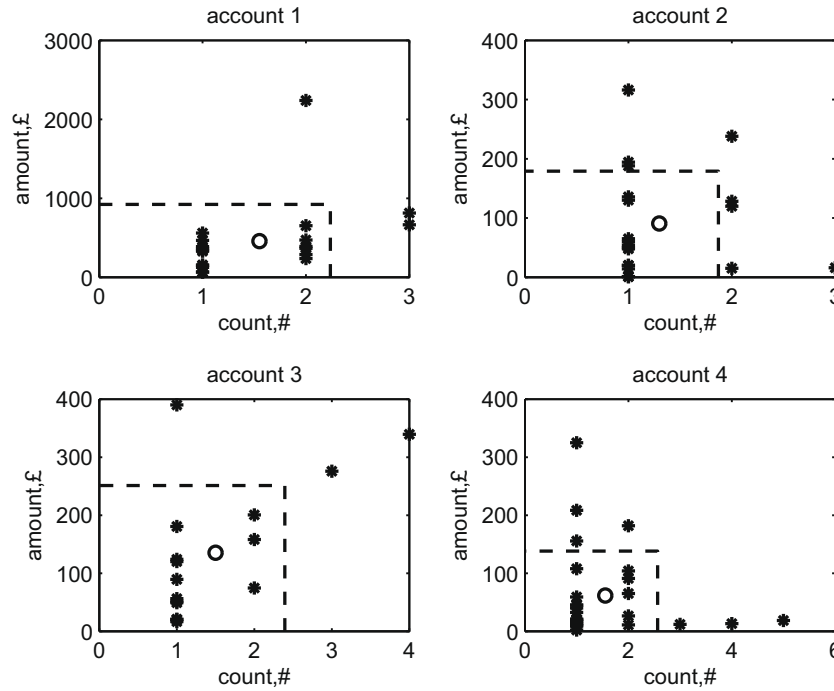 account 1
3000
2000
1000
0
0 1 2 3
amount,£
count,#
account 2
400
300
200
100
0
0 1 2 3
amount,£
count,#
account 3
400
300
200
100
0
0 1 2 3 4
amount,£
count,#
account 4
400
300
200
100
0
0 2 4 6
amount,£
count,#